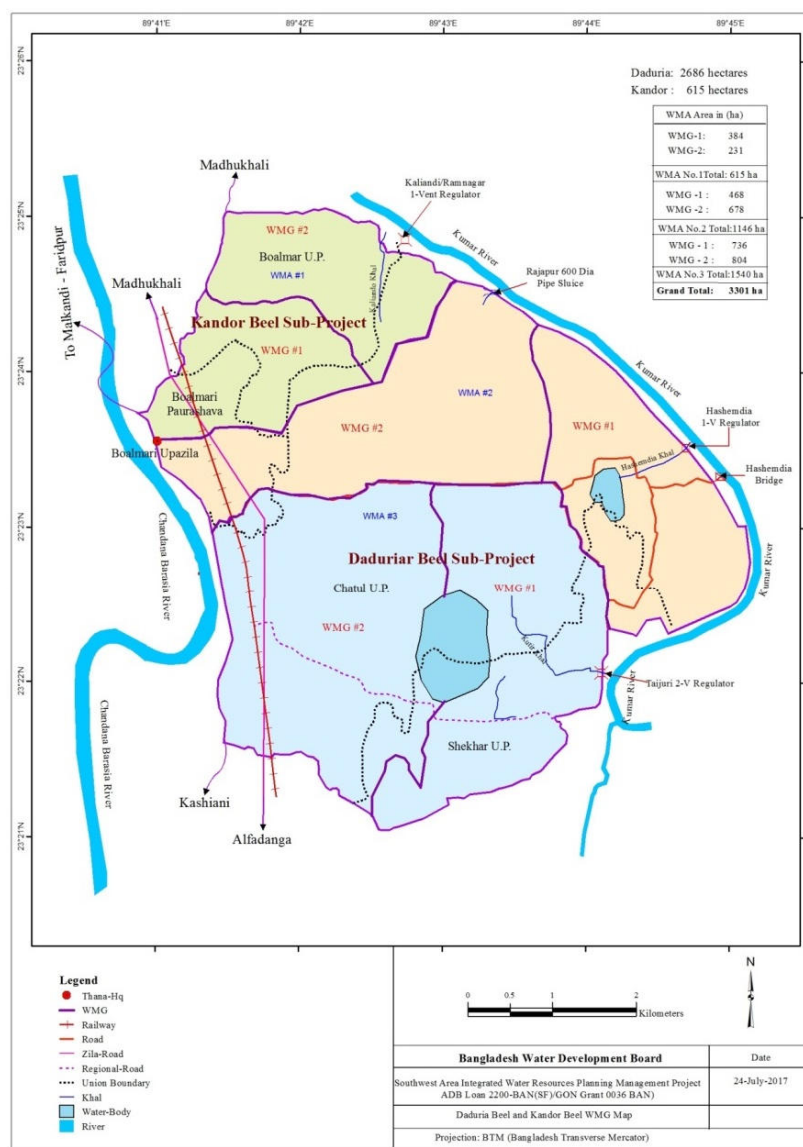 89°41'E
89°42'E
89°43'E
89°44'E
89°45'E
23°26'N
23°25'N
23°24'N
23°23'N
23°22'N
23°21'N
Daduria: 2686 hectares
Kandor : 615 hectares
WMA Area in (ha)
WMG-1: 384
WMG-2: 231
WMA No.1Total: 615 ha
WMG -1 : 468
WMG -2 : 678
WMA No.2 Total:1146 ha
WMG - 1 : 736
WMG - 2 : 804
WMA No.3 Total:1540 ha
Grand Total: 3301 ha
Madhukhali
Kaliandi/Ramnagar
1-Vent Regulator
WMG #2
Boalmar U.P.
WMA #1
Kumar River
Rajapur 600 Dia
Pipe Sluice
Madhukhali
To Malkandi - Faridpur
Kandor Beel Sub-Project
WMG #1
Boalmari
Paurashava
WMA #2
Kumar River
WMG #2
WMG #1
Hashemdia
1-V Regulator
Boalmari Upazila
Hashemdia Khal
Hashemdia
Bridge
WMA #3
Chandana Barasia River
Daduriar Beel Sub-Project
Kumar River
Chatul U.P.
WMG #1
WMG #2
Taijuri 2-V Regulator
Kumar River
Chandana Barasia River
Shekhar U.P.
Kashiani
Alfadanga
Legend
Thana-Hq
WMG
Railway
Road
Zila-Road
Regional-Road
Union Boundary
Khal
Water-Body
River
0 0.5 1 2
Kilometers
N
Bangladesh Water Development Board
Date
Southwest Area Integrated Water Resources Planning Management Project
ADB Loan 2200-BAN(SF)/GON Grant 0036 BAN)
24-July-2017
Daduria Beel and Kandor Beel WMG Map
Projection: BTM (Bangladesh Transverse Mercator)